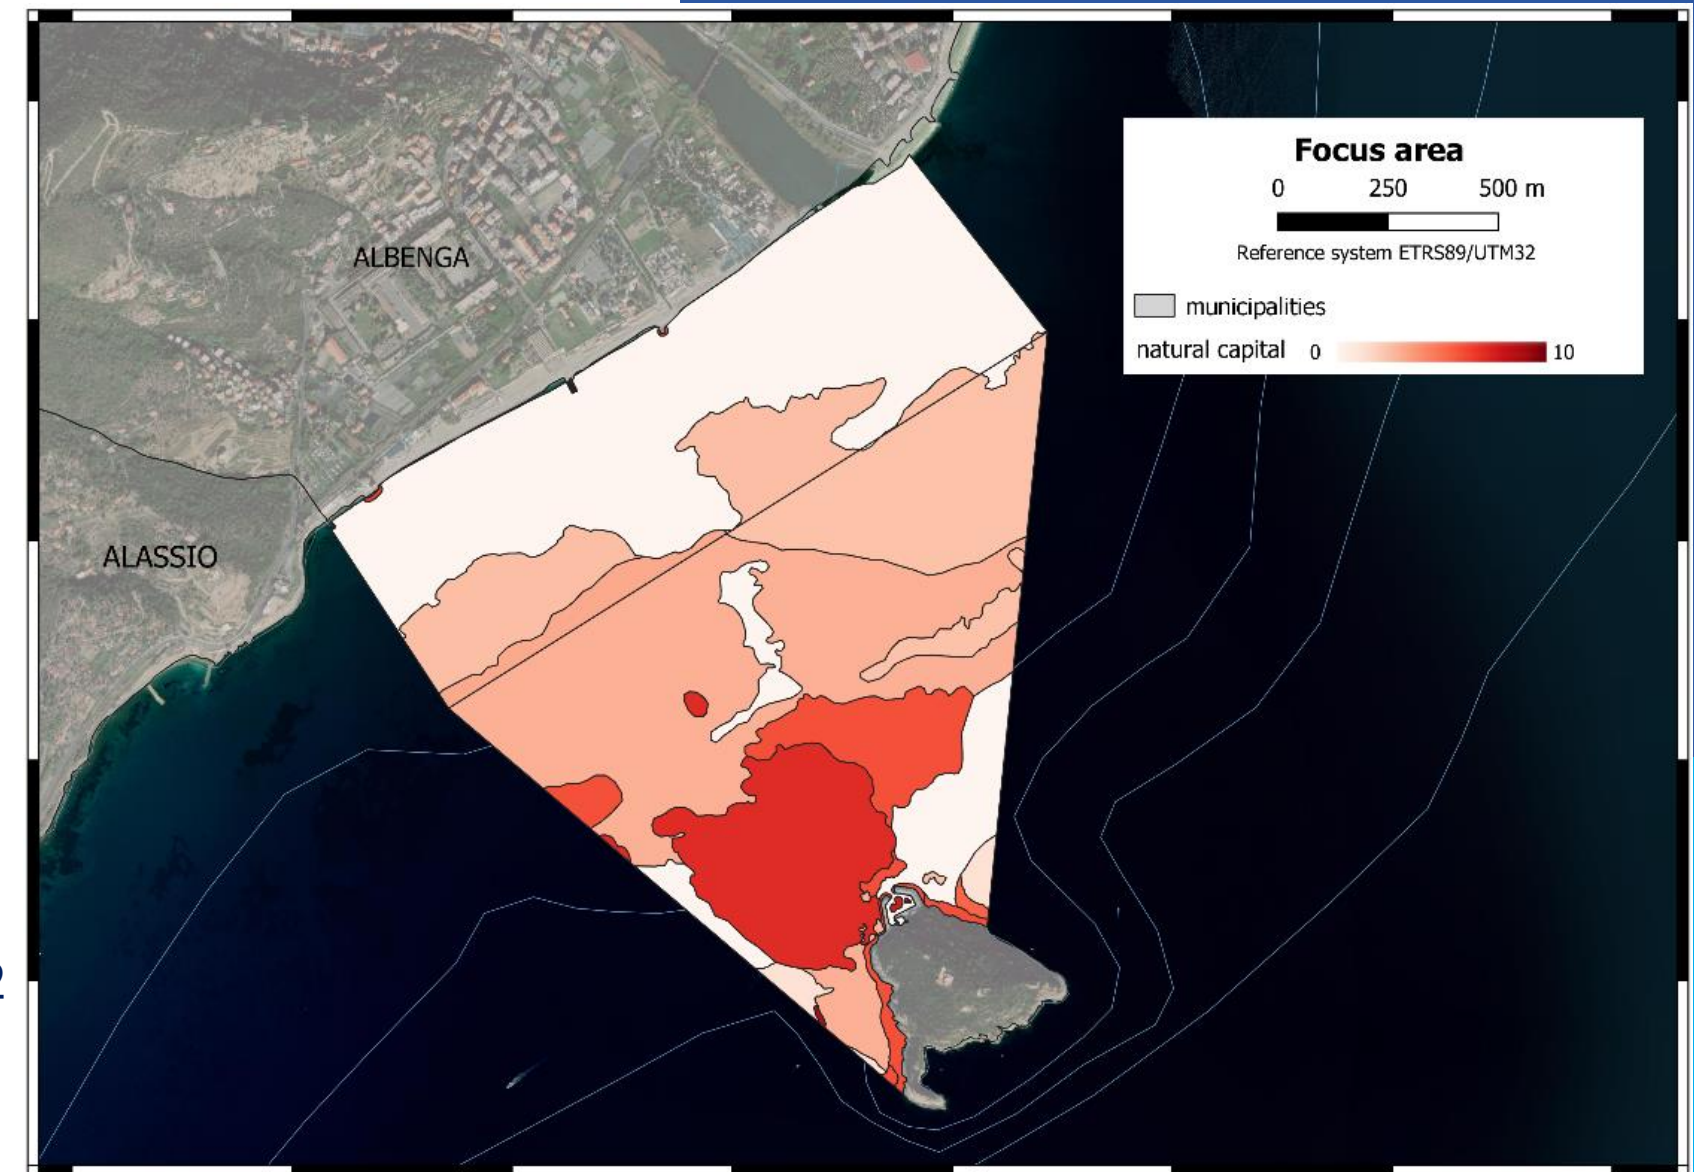 Focus area
0 250 500 m
Reference system ETRS89/UTM32
municipalities
natural capital 0 10
ALBENGA
ALASSIO